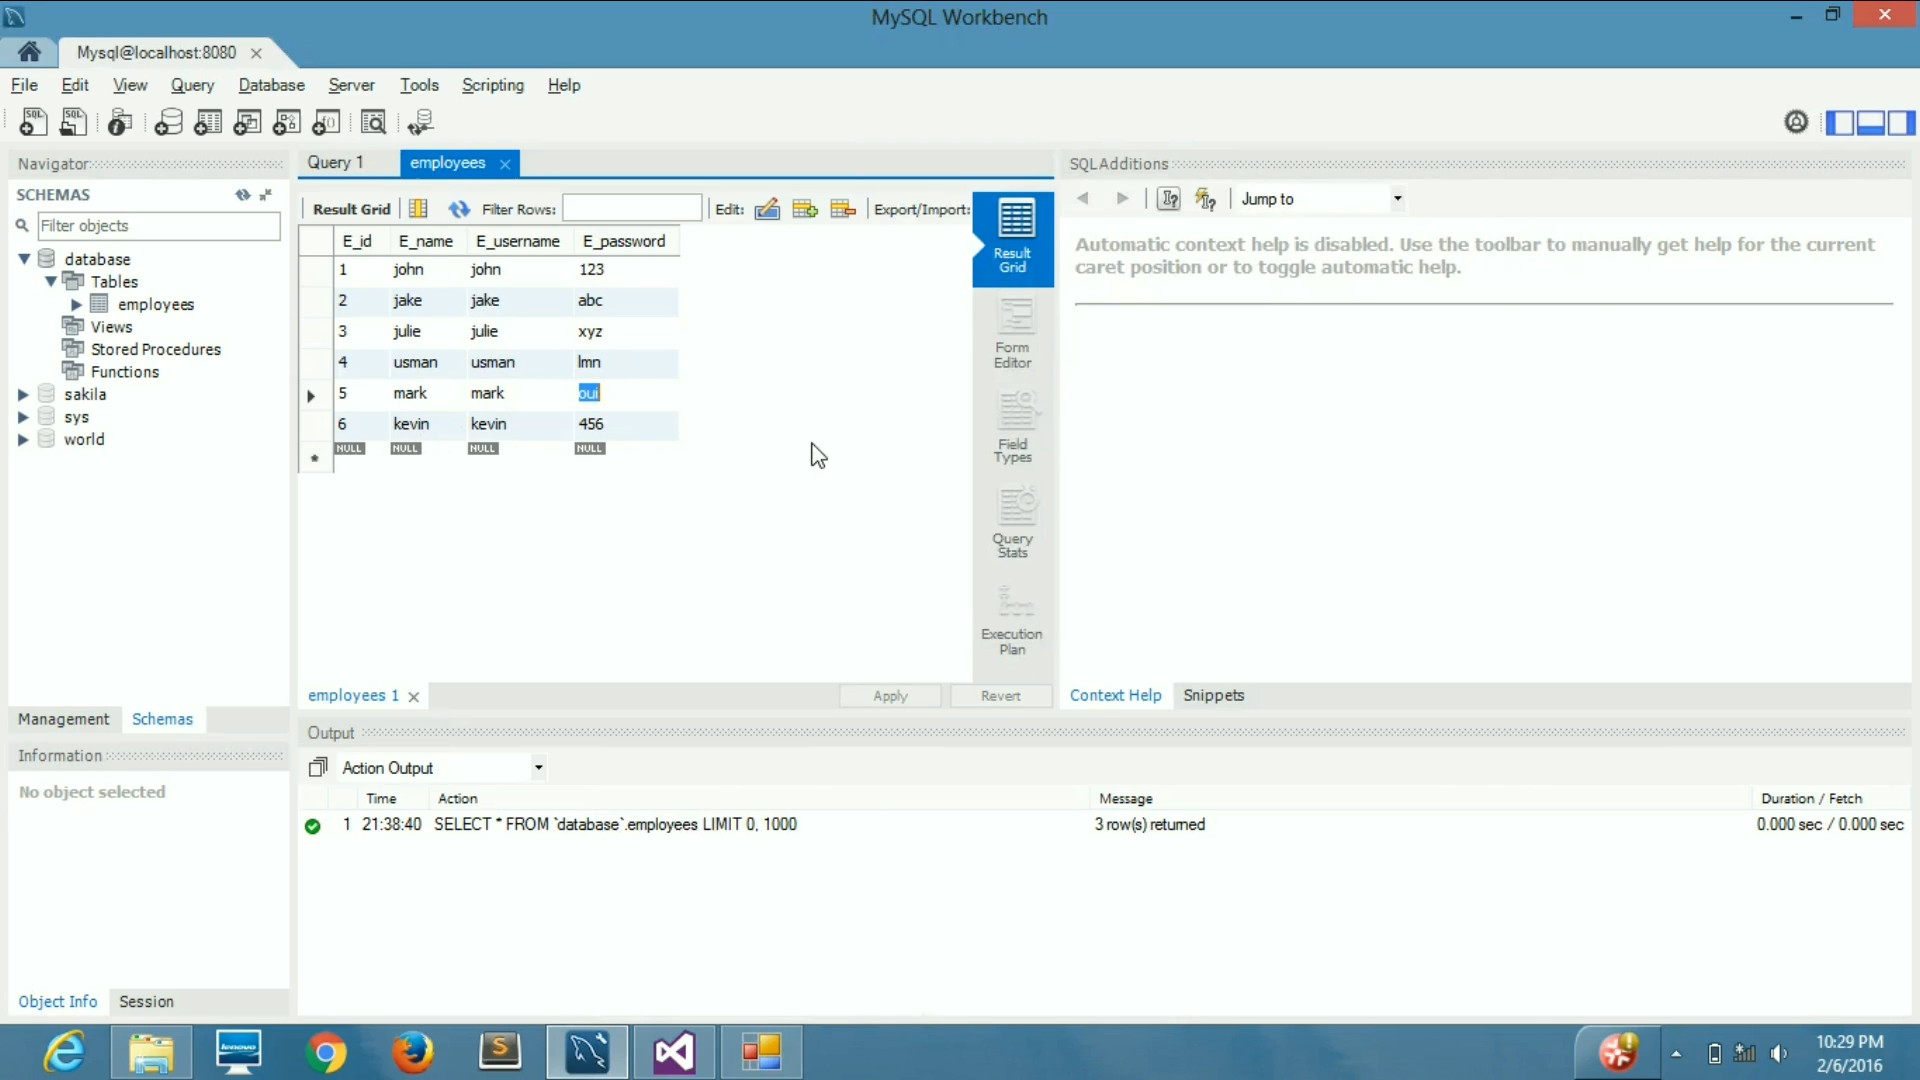 MySQL Workbench
Mysql@localhost:8080
File Edit View Query Database Server Tools Scripting Help
Navigator
SCHEMAS
Filter objects
database
Tables
employees
Views
Stored Procedures
Functions
sakila
sys
world
Management Schemas
Information
No object selected
Object Info Session
Query 1 employees
Result Grid Filter Rows: Edit: Export/Import:
E_id E_name E_username E_password
1 john john 123
2 jake jake abc
3 julie julie xyz
4 usman usman lmn
5 mark mark oui
6 kevin kevin 456
NULL NULL NULL NULL
Result Grid
Form Editor
Field Types
Query Stats
Execution Plan
employees 1 Apply Revert
SQL Additions
Jump to
Automatic context help is disabled. Use the toolbar to manually get help for the current
caret position or to toggle automatic help.
Context Help Snippets
Output
Action Output
Time Action Message Duration / Fetch
1 21:38:40 SELECT * FROM `database`.employees LIMIT 0, 1000 3 row(s) returned 0.000 sec / 0.000 sec
lenovo
10:29 PM
2/6/2016